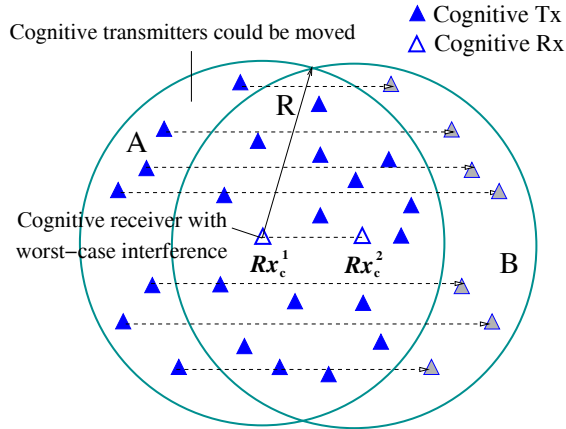 Cognitive Tx
Cognitive Rx
Cognitive transmitters could be moved
R
A
Cognitive receiver with
worst−case interference
Rx_c^1
Rx_c^2
B